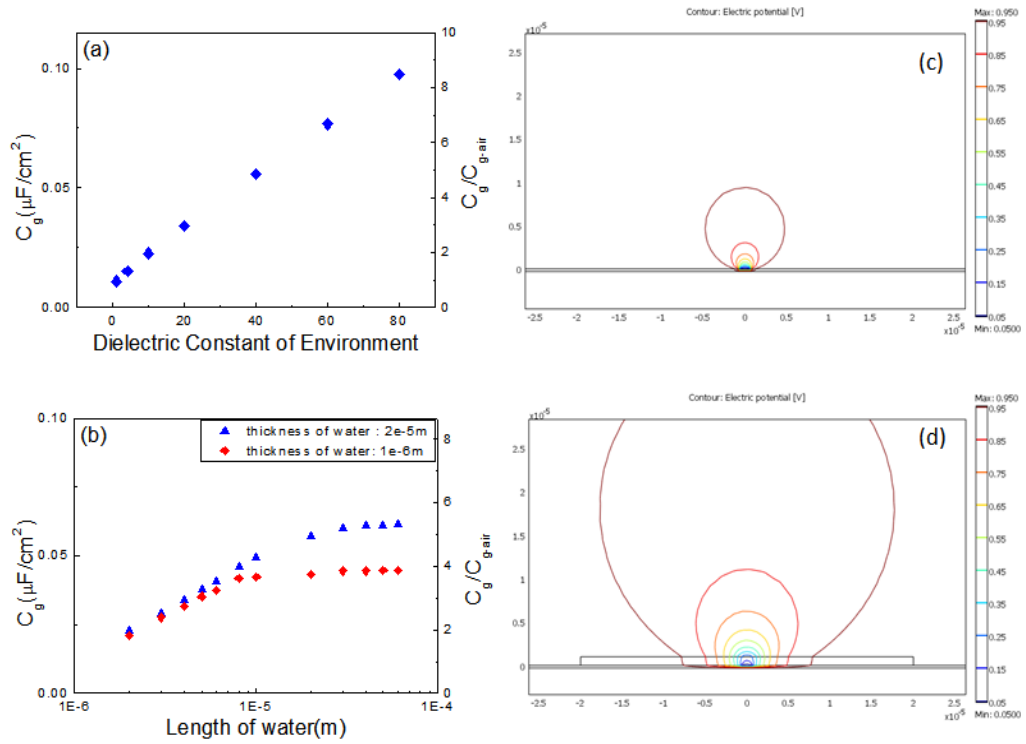 (a)
C_g (μF/cm²)
0.10
0.05
0.00
10
8
6
4
2
0
C_g/C_g-air
0 20 40 60 80
Dielectric Constant of Environment
Contour: Electric potential [V]
×10⁻⁵
(c)
2.5
2
1.5
1
0.5
0
-2.5 -2 -1.5 -1 -0.5 0 0.5 1 1.5 2 2.5
×10⁻⁵
Max: 0.950
0.95
0.85
0.75
0.65
0.55
0.45
0.35
0.25
0.15
0.05
Min: 0.0500
(b)
thickness of water : 2e-5m
thickness of water: 1e-6m
C_g (μF/cm²)
0.10
0.05
0.00
8
6
4
2
0
C_g/C_g-air
1E-6 1E-5 1E-4
Length of water(m)
Contour: Electric potential [V]
×10⁻⁵
(d)
2.5
2
1.5
1
0.5
0
-2.5 -2 -1.5 -1 -0.5 0 0.5 1 1.5 2 2.5
×10⁻⁵
Max: 0.950
0.95
0.85
0.75
0.65
0.55
0.45
0.35
0.25
0.15
0.05
Min: 0.0500